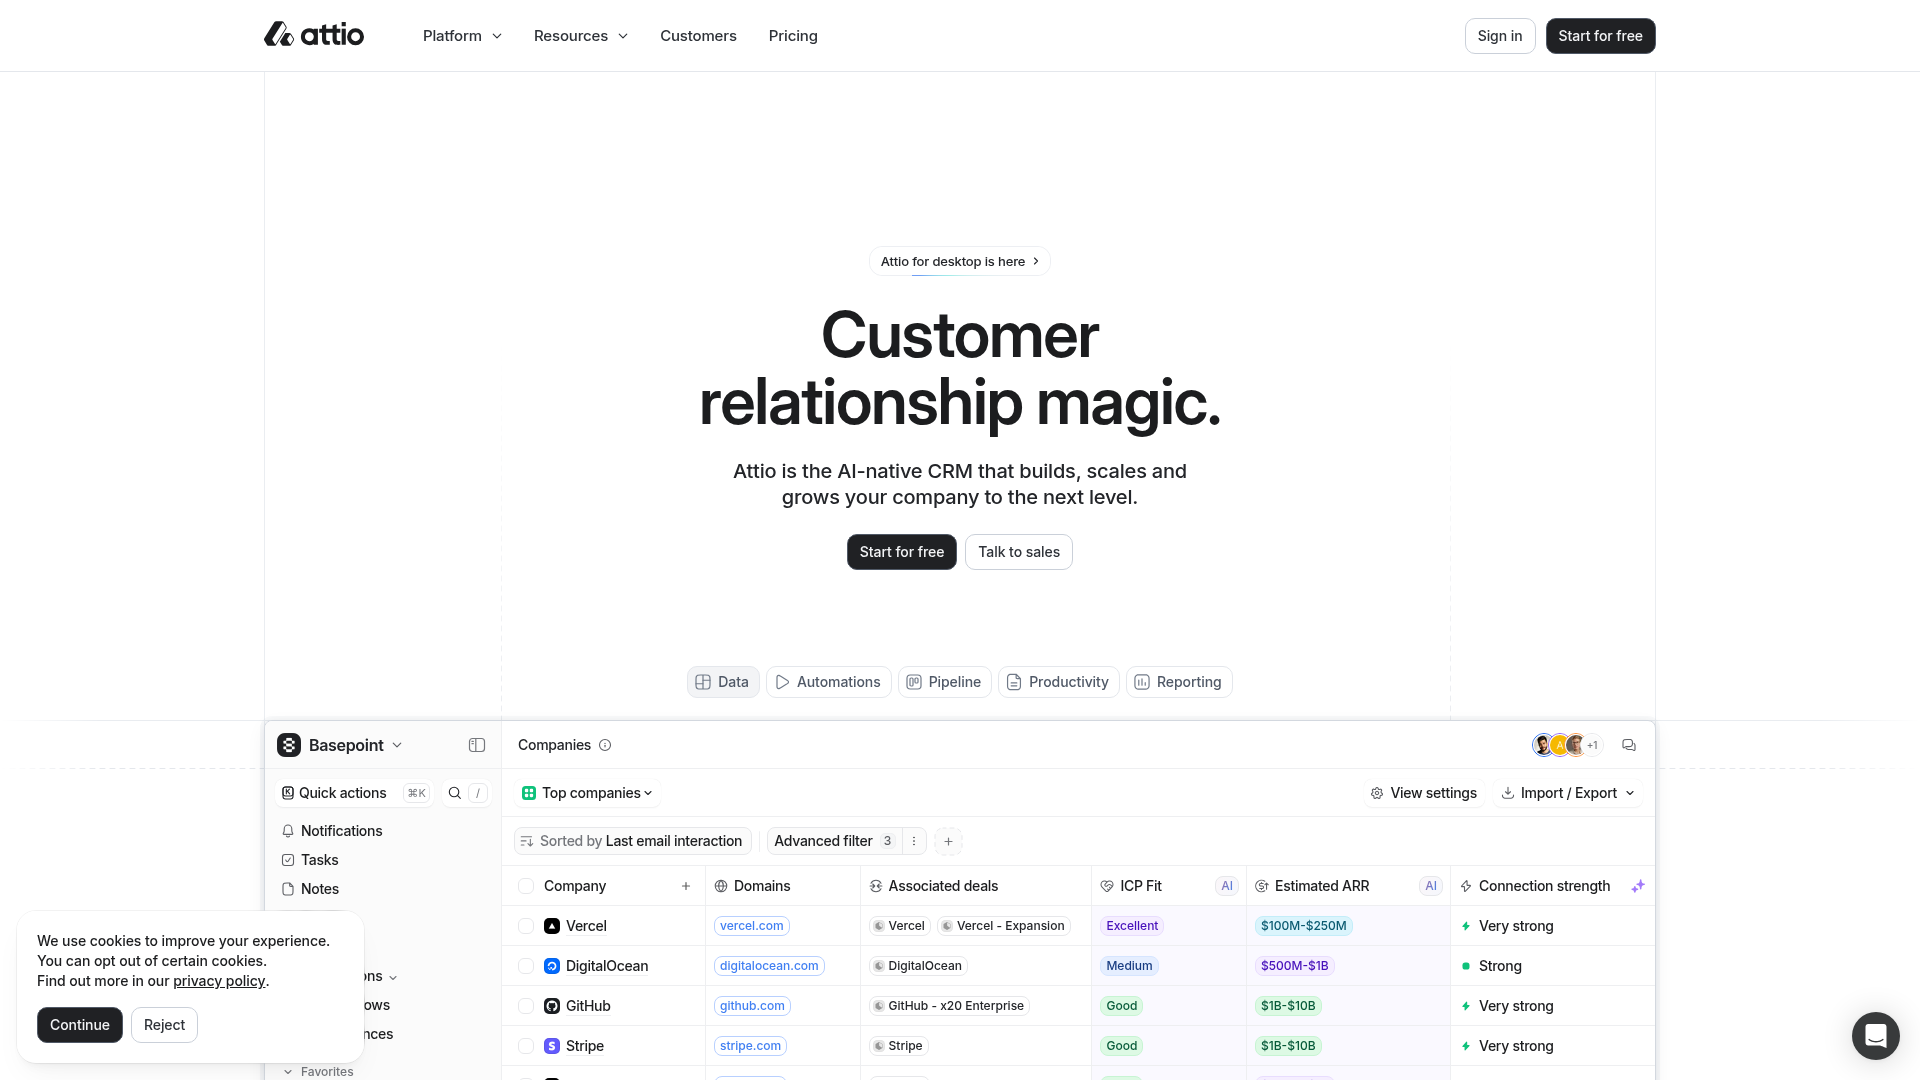 attio
Platform
Resources
Customers
Pricing
Sign in
Start for free
Attio for desktop is here
Customer
relationship magic.
Attio is the AI-native CRM that builds, scales and
grows your company to the next level.
Start for free
Talk to sales
Data
Automations
Pipeline
Productivity
Reporting
Basepoint
Companies
A
+1
Quick actions
⌘K
/
Top companies
View settings
Import / Export
Notifications
Tasks
Notes
Sorted by Last email interaction
Advanced filter 3
Company
Domains
Associated deals
ICP Fit
AI
Estimated ARR
AI
Connection strength
Vercel
vercel.com
Vercel
Vercel - Expansion
Excellent
$100M-$250M
Very strong
DigitalOcean
digitalocean.com
DigitalOcean
Medium
$500M-$1B
Strong
GitHub
github.com
GitHub - x20 Enterprise
Good
$1B-$10B
Very strong
Stripe
stripe.com
Stripe
Good
$1B-$10B
Very strong
We use cookies to improve your experience.
You can opt out of certain cookies.
Find out more in our privacy policy.
Continue
Reject
Favorites